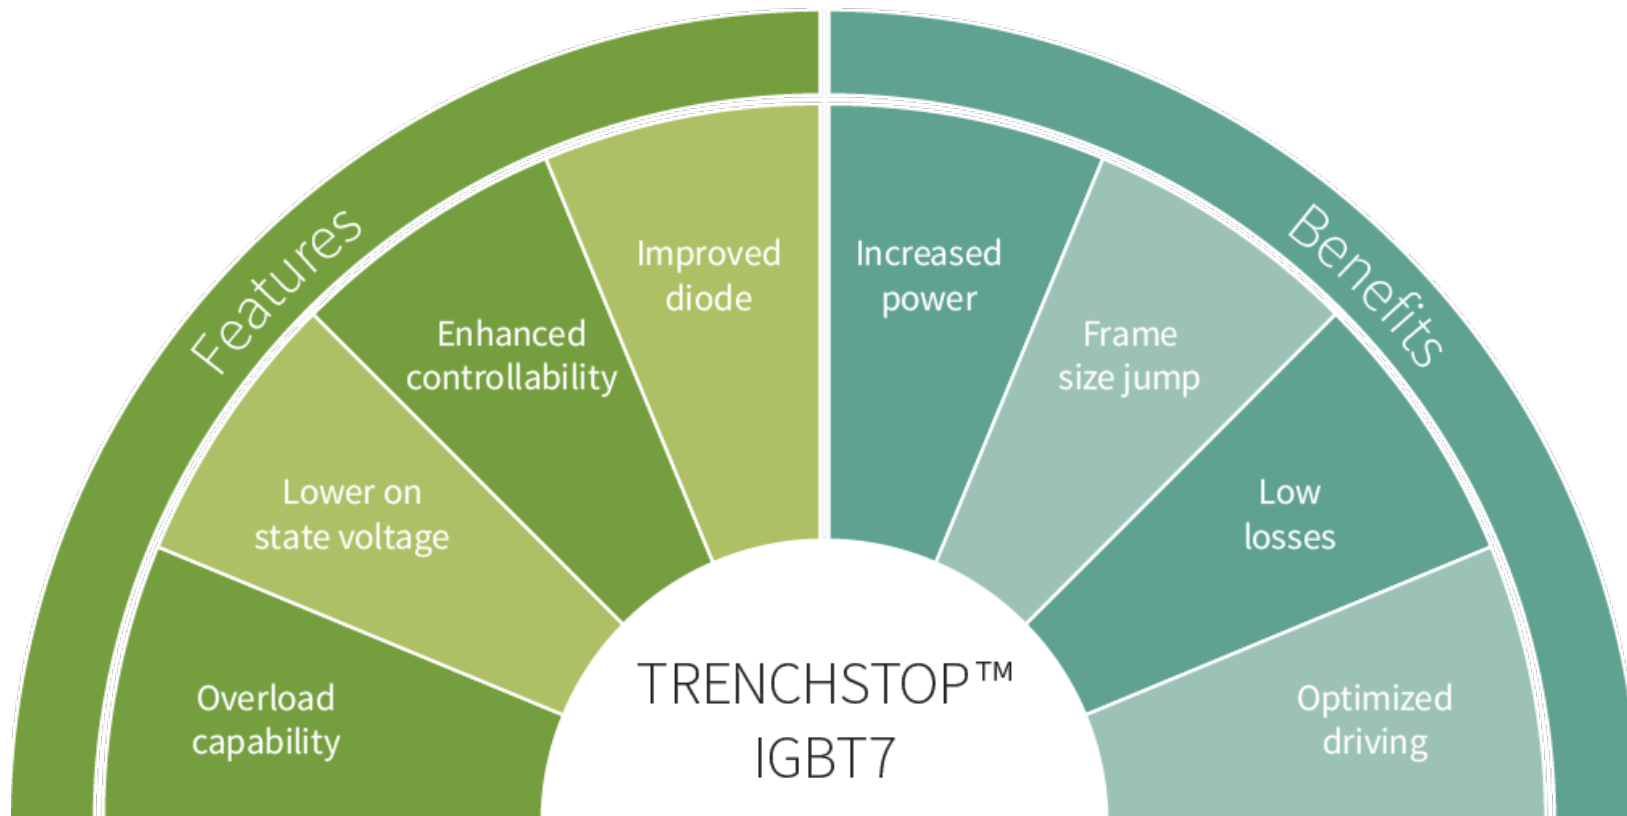 Features
Benefits
Improved
diode
Increased
power
Enhanced
controllability
Frame
size jump
Lower on
state voltage
Low
losses
Overload
capability
Optimized
driving
TRENCHSTOP™
IGBT7